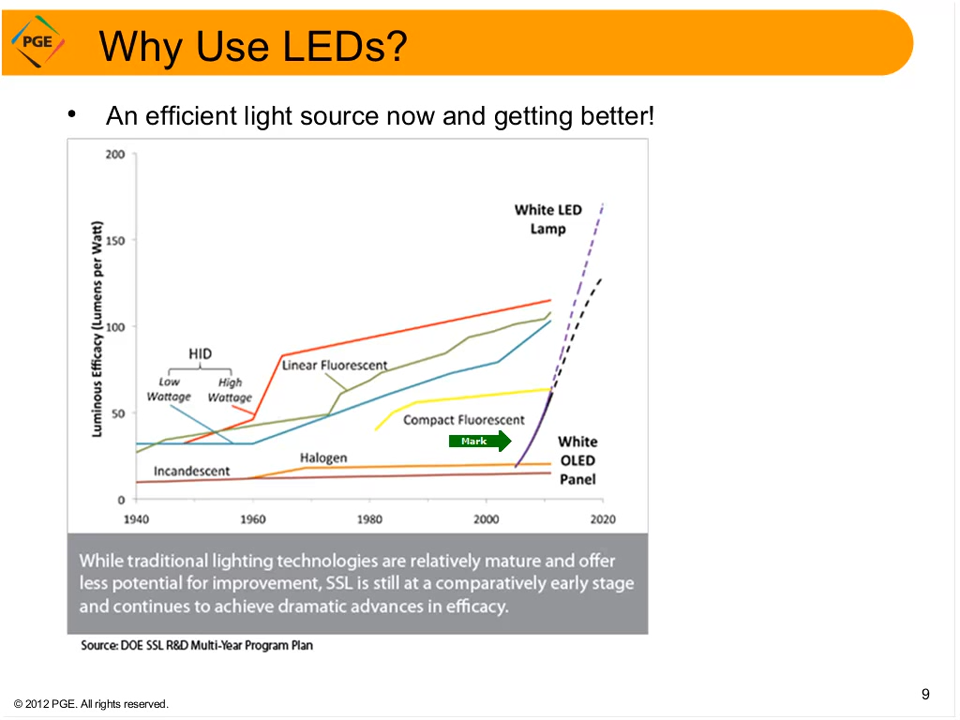 PGE
Why Use LEDs?
• An efficient light source now and getting better!
Luminous Efficacy (Lumens per Watt)
200
150
100
50
0
1940
1960
1980
2000
2020
White LED
Lamp
HID
Low
Wattage
High
Wattage
Linear Fluorescent
Compact Fluorescent
Mark
White
OLED
Panel
Halogen
Incandescent
While traditional lighting technologies are relatively mature and offer
less potential for improvement, SSL is still at a comparatively early stage
and continues to achieve dramatic advances in efficacy.
Source: DOE SSL R&D Multi-Year Program Plan
© 2012 PGE. All rights reserved.
9